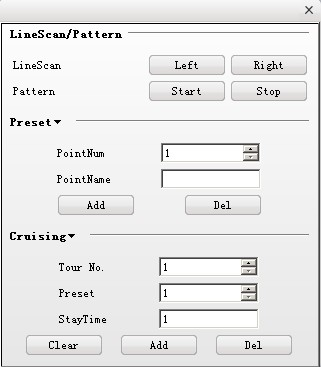 LineScan/Pattern
LineScan Left Right
Pattern Start Stop
Preset
PointNum 1
PointName
Add Del
Cruising
Tour No. 1
Preset 1
StayTime 1
Clear Add Del